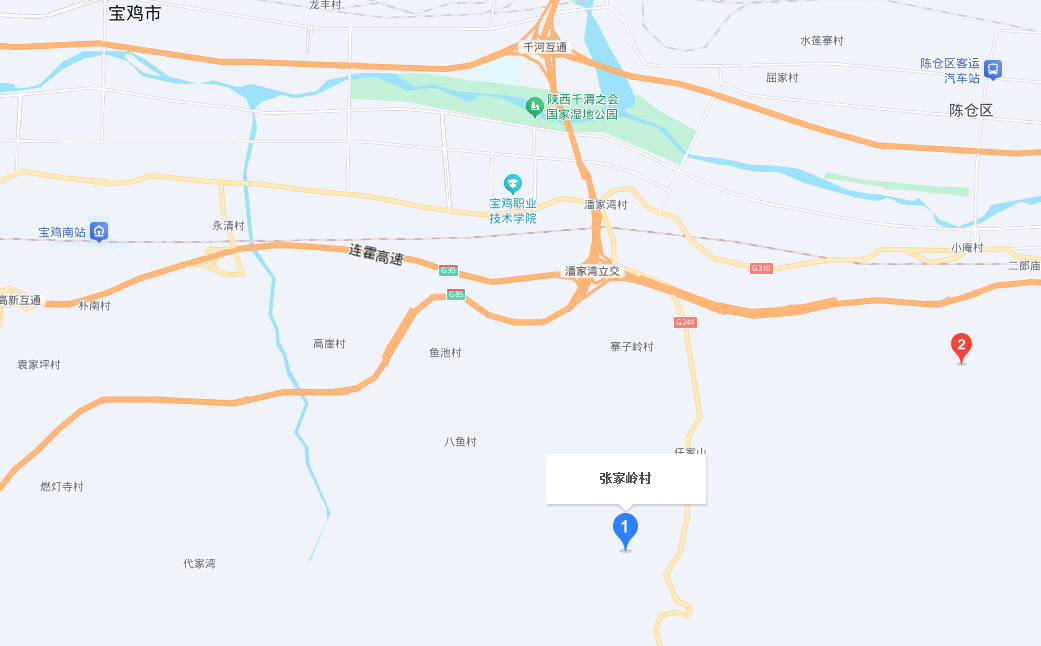 龙丰村
宝鸡市
千河互通
水莲寨村
陈仓区客运
汽车站
屈家村
陕西千渭之会
国家湿地公园
陈仓区
宝鸡职业
技术学院
潘家湾村
永清村
宝鸡南站
小庵村
连霍高速
二郎庙
G30
潘家湾立交
G310
G85
高新互通
朴南村
G244
高崖村
鱼池村
寨子岭村
2
袁家坪村
八鱼村
张家岭村
燃灯寺村
1
代家湾